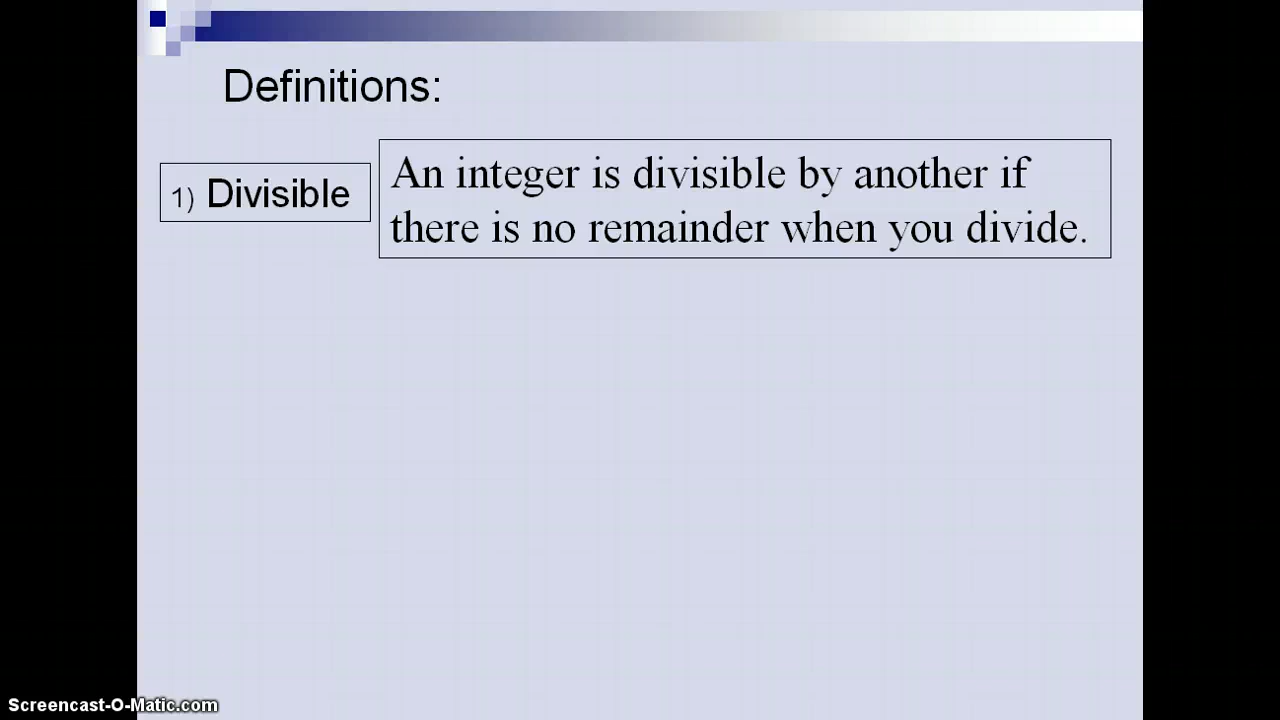 Definitions:
1) Divisible
An integer is divisible by another if
there is no remainder when you divide.
Screencast-O-Matic.com